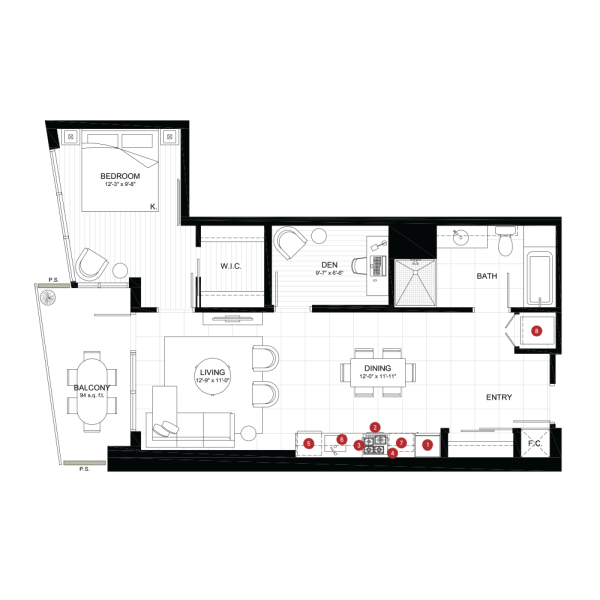 BEDROOM
12'-3" x 9'-8"
K.
W.I.C.
DEN
9'-7" x 6'-6"
BATH
P.S.
8
LIVING
12'-9" x 11'-0"
DINING
12'-0" x 11'-11"
BALCONY
94 s.q. f.t.
ENTRY
2
5
6
3
7
1
4
F.C.
P.S.